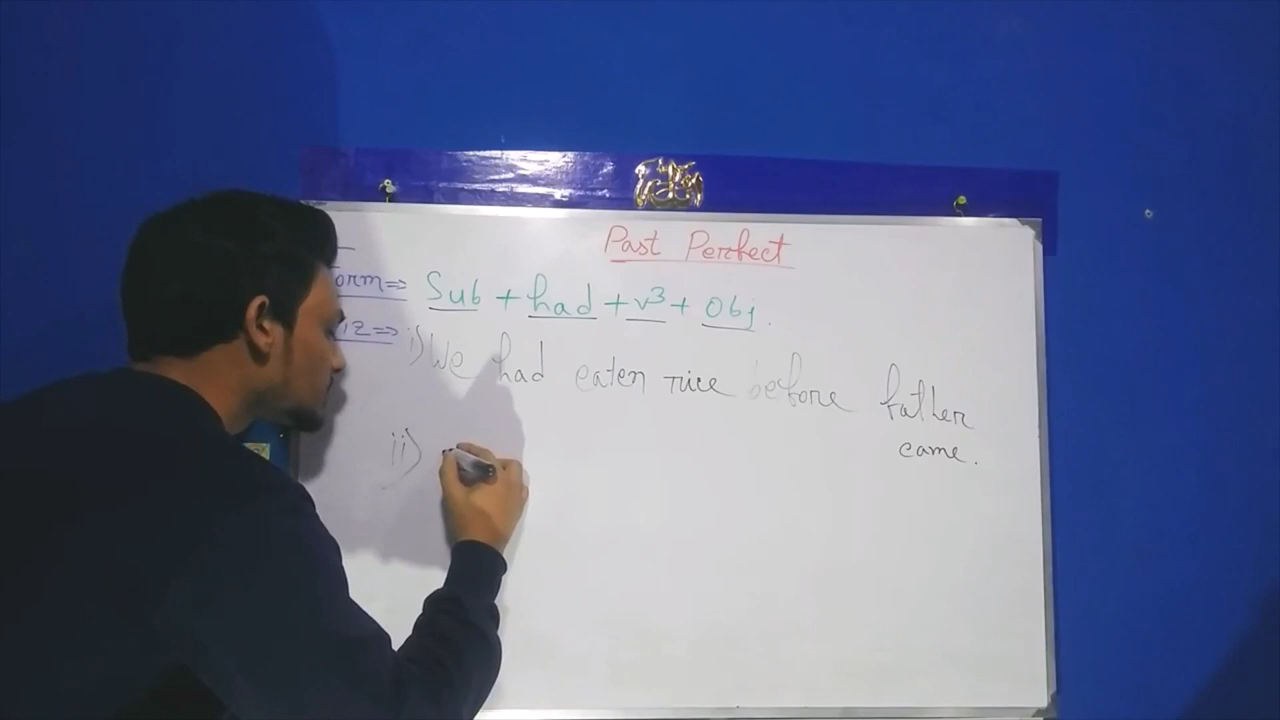 Past Perfect
orm=> Sub + had + v³ + Obj.
iz=> i) We had eaten rice before father
came.
ii)